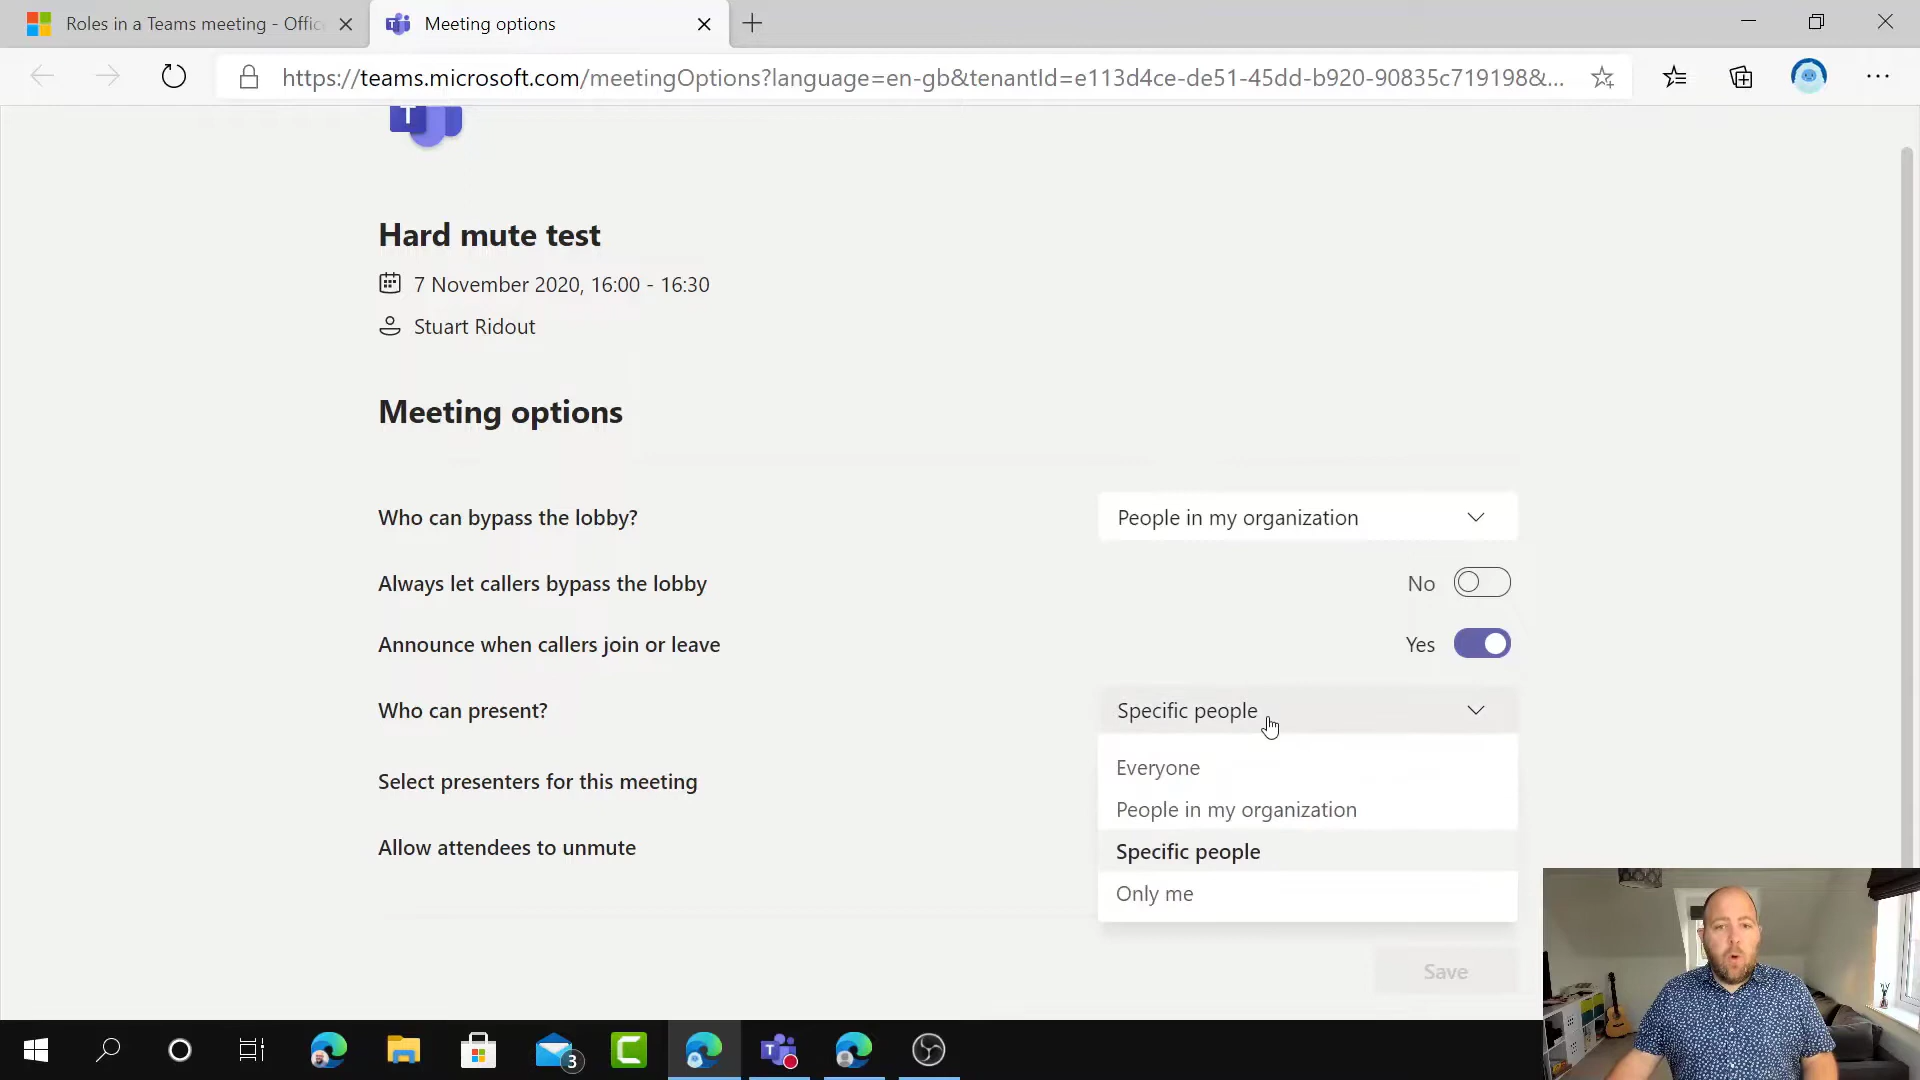 Roles in a Teams meeting - Offic
Meeting options
https://teams.microsoft.com/meetingOptions?language=en-gb&tenantId=e113d4ce-de51-45dd-b920-90835c719198&...
T
Hard mute test
7 November 2020, 16:00 - 16:30
Stuart Ridout
Meeting options
Who can bypass the lobby?
People in my organization
Always let callers bypass the lobby
No
Announce when callers join or leave
Yes
Who can present?
Specific people
Everyone
Select presenters for this meeting
People in my organization
Allow attendees to unmute
Specific people
Only me
Save
3